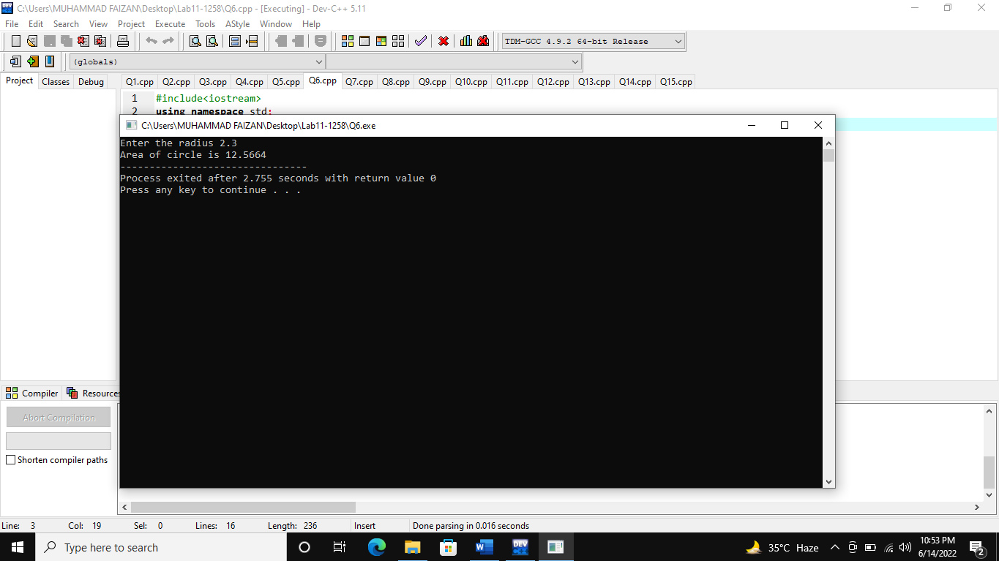 C:\Users\MUHAMMAD FAIZAN\Desktop\Lab11-1258\Q6.cpp - [Executing] - Dev-C++ 5.11
File Edit Search View Project Execute Tools AStyle Window Help
TDM-GCC 4.9.2 64-bit Release
(globals)
Project Classes Debug Q1.cpp Q2.cpp Q3.cpp Q4.cpp Q5.cpp Q6.cpp Q7.cpp Q8.cpp Q9.cpp Q10.cpp Q11.cpp Q12.cpp Q13.cpp Q14.cpp Q15.cpp
1 #include<iostream>
2 using namespace std;
C:\Users\MUHAMMAD FAIZAN\Desktop\Lab11-1258\Q6.exe
Enter the radius 2.3
Area of circle is 12.5664
--------------------------------
Process exited after 2.755 seconds with return value 0
Press any key to continue . . .
Compiler Resources
Abort Compilation
Shorten compiler paths
Line: 3 Col: 19 Sel: 0 Lines: 16 Length: 236 Insert Done parsing in 0.016 seconds
Type here to search
DEV
W
35°C Haze
10:53 PM
6/14/2022
2